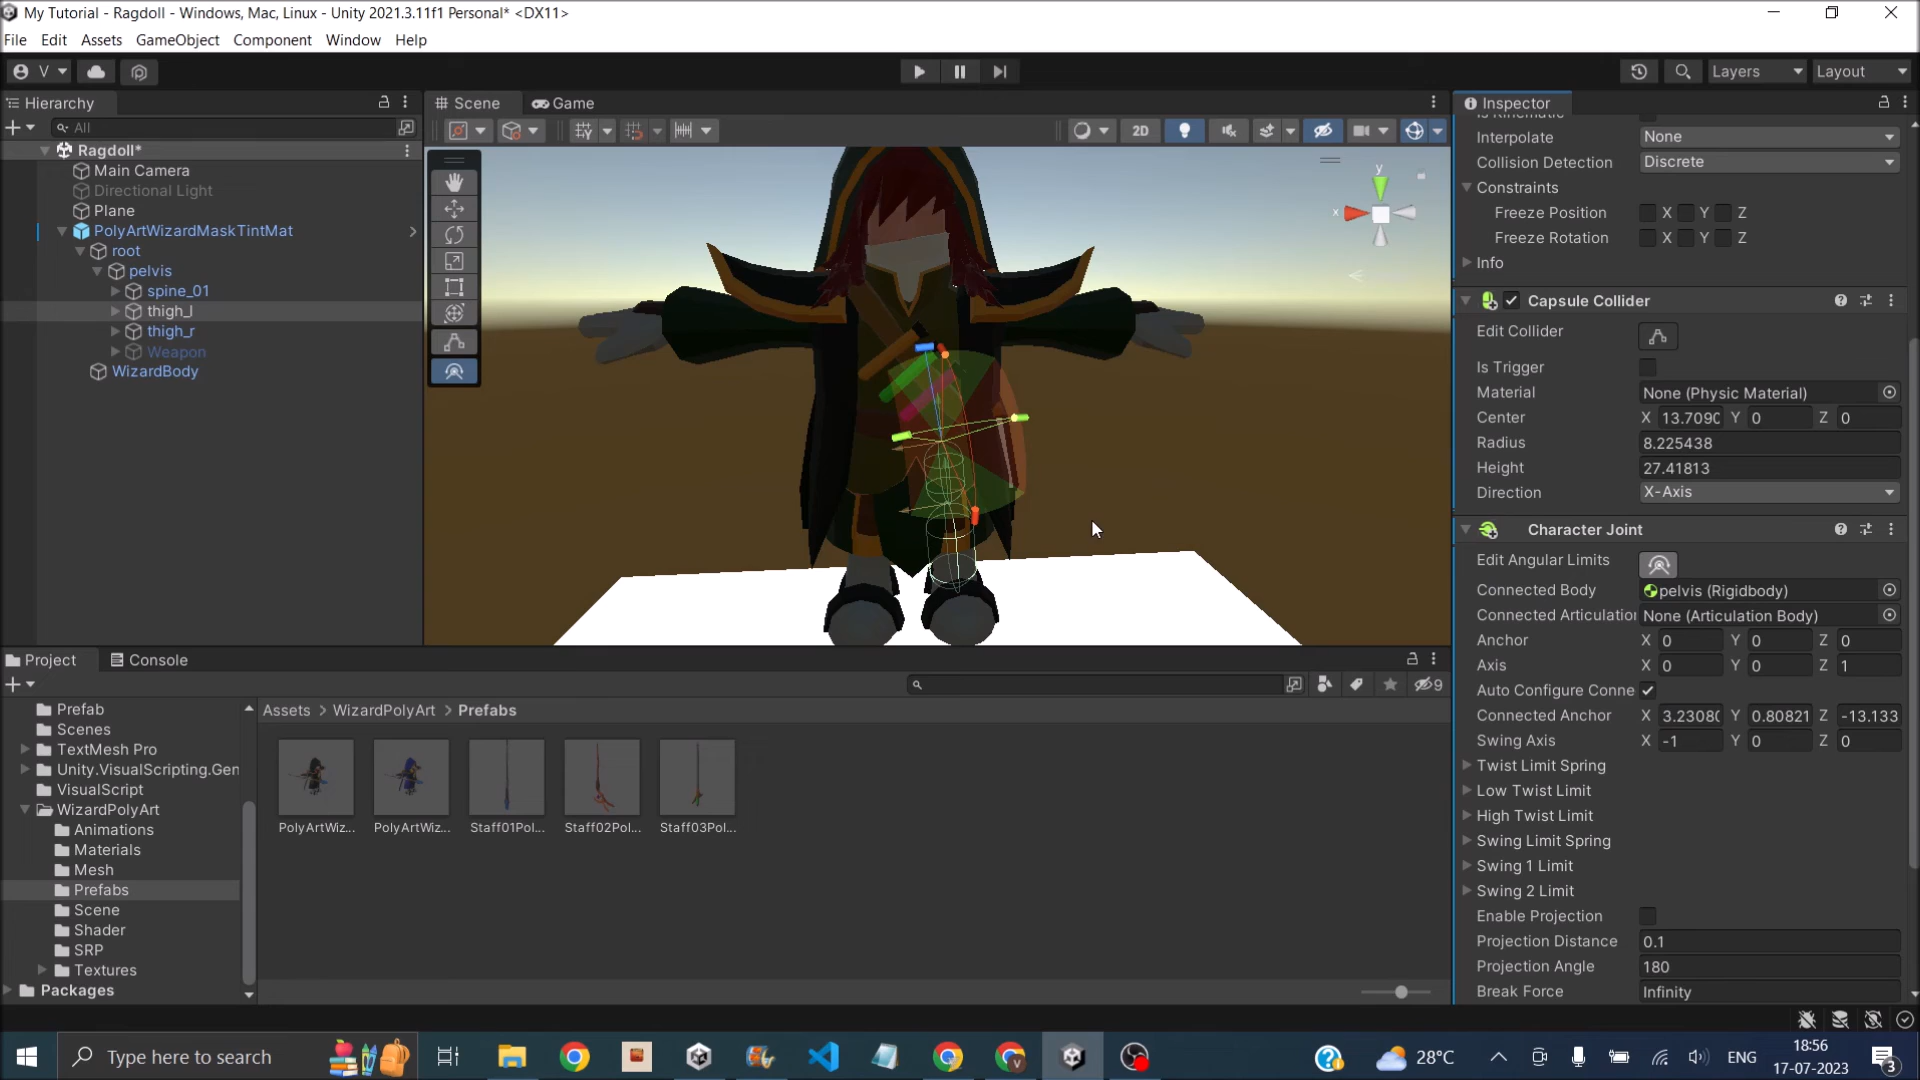 My Tutorial - Ragdoll - Windows, Mac, Linux - Unity 2021.3.11f1 Personal* <DX11>
File Edit Assets GameObject Component Window Help
V Layers Layout
Hierarchy
All
Ragdoll*
Main Camera
Directional Light
Plane
PolyArtWizardMaskTintMat
root
pelvis
spine_01
thigh_l
thigh_r
Weapon
WizardBody
Scene Game
2D
y
x
Inspector
Interpolate None
Collision Detection Discrete
Constraints
Freeze Position X Y Z
Freeze Rotation X Y Z
Info
Capsule Collider
Edit Collider
Is Trigger
Material None (Physic Material)
Center X 13.709 Y 0 Z 0
Radius 8.225438
Height 27.41813
Direction X-Axis
Character Joint
Edit Angular Limits
Connected Body pelvis (Rigidbody)
Connected Articulation None (Articulation Body)
Anchor X 0 Y 0 Z 0
Axis X 0 Y 0 Z 1
Auto Configure Conne
Connected Anchor X 3.2308 Y 0.80821 Z -13.133
Swing Axis X -1 Y 0 Z 0
Twist Limit Spring
Low Twist Limit
High Twist Limit
Swing Limit Spring
Swing 1 Limit
Swing 2 Limit
Enable Projection
Projection Distance 0.1
Projection Angle 180
Break Force Infinity
Project Console
9
Prefab
Scenes
TextMesh Pro
Unity.VisualScripting.Gen
VisualScript
WizardPolyArt
Animations
Materials
Mesh
Prefabs
Scene
Shader
SRP
Textures
Packages
Assets > WizardPolyArt > Prefabs
PolyArtWiz... PolyArtWiz... Staff01Pol... Staff02Pol... Staff03Pol...
Type here to search
28°C ENG
18:56
17-07-2023
3